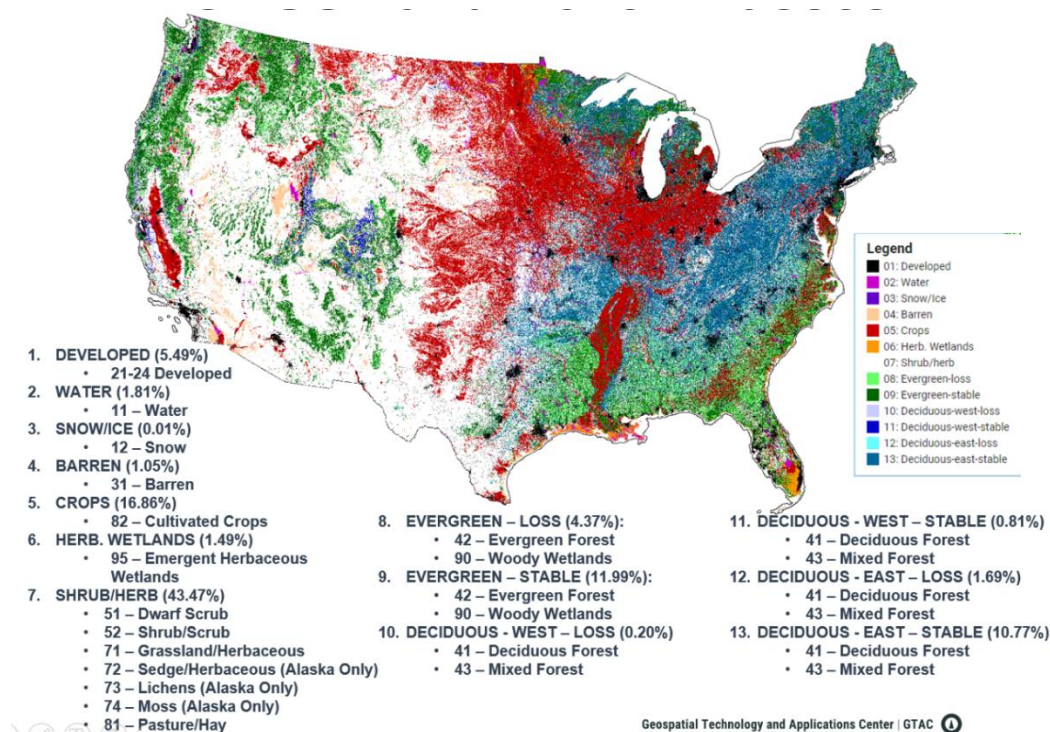 Legend
01: Developed
02: Water
03: Snow/Ice
04: Barren
05: Crops
06: Herb. Wetlands
07: Shrub/herb
08: Evergreen-loss
09: Evergreen-stable
10: Deciduous-west-loss
11: Deciduous-west-stable
12: Deciduous-east-loss
13: Deciduous-east-stable
1. DEVELOPED (5.49%)
• 21-24 Developed
2. WATER (1.81%)
• 11 – Water
3. SNOW/ICE (0.01%)
• 12 – Snow
4. BARREN (1.05%)
• 31 – Barren
5. CROPS (16.86%)
• 82 – Cultivated Crops
6. HERB. WETLANDS (1.49%)
• 95 – Emergent Herbaceous
Wetlands
7. SHRUB/HERB (43.47%)
• 51 – Dwarf Scrub
• 52 – Shrub/Scrub
• 71 – Grassland/Herbaceous
• 72 – Sedge/Herbaceous (Alaska Only)
• 73 – Lichens (Alaska Only)
• 74 – Moss (Alaska Only)
• 81 – Pasture/Hay
8. EVERGREEN – LOSS (4.37%):
• 42 – Evergreen Forest
• 90 – Woody Wetlands
9. EVERGREEN – STABLE (11.99%):
• 42 – Evergreen Forest
• 90 – Woody Wetlands
10. DECIDUOUS - WEST – LOSS (0.20%)
• 41 – Deciduous Forest
• 43 – Mixed Forest
11. DECIDUOUS - WEST – STABLE (0.81%)
• 41 – Deciduous Forest
• 43 – Mixed Forest
12. DECIDUOUS - EAST – LOSS (1.69%)
• 41 – Deciduous Forest
• 43 – Mixed Forest
13. DECIDUOUS - EAST – STABLE (10.77%)
• 41 – Deciduous Forest
• 43 – Mixed Forest
Geospatial Technology and Applications Center | GTAC